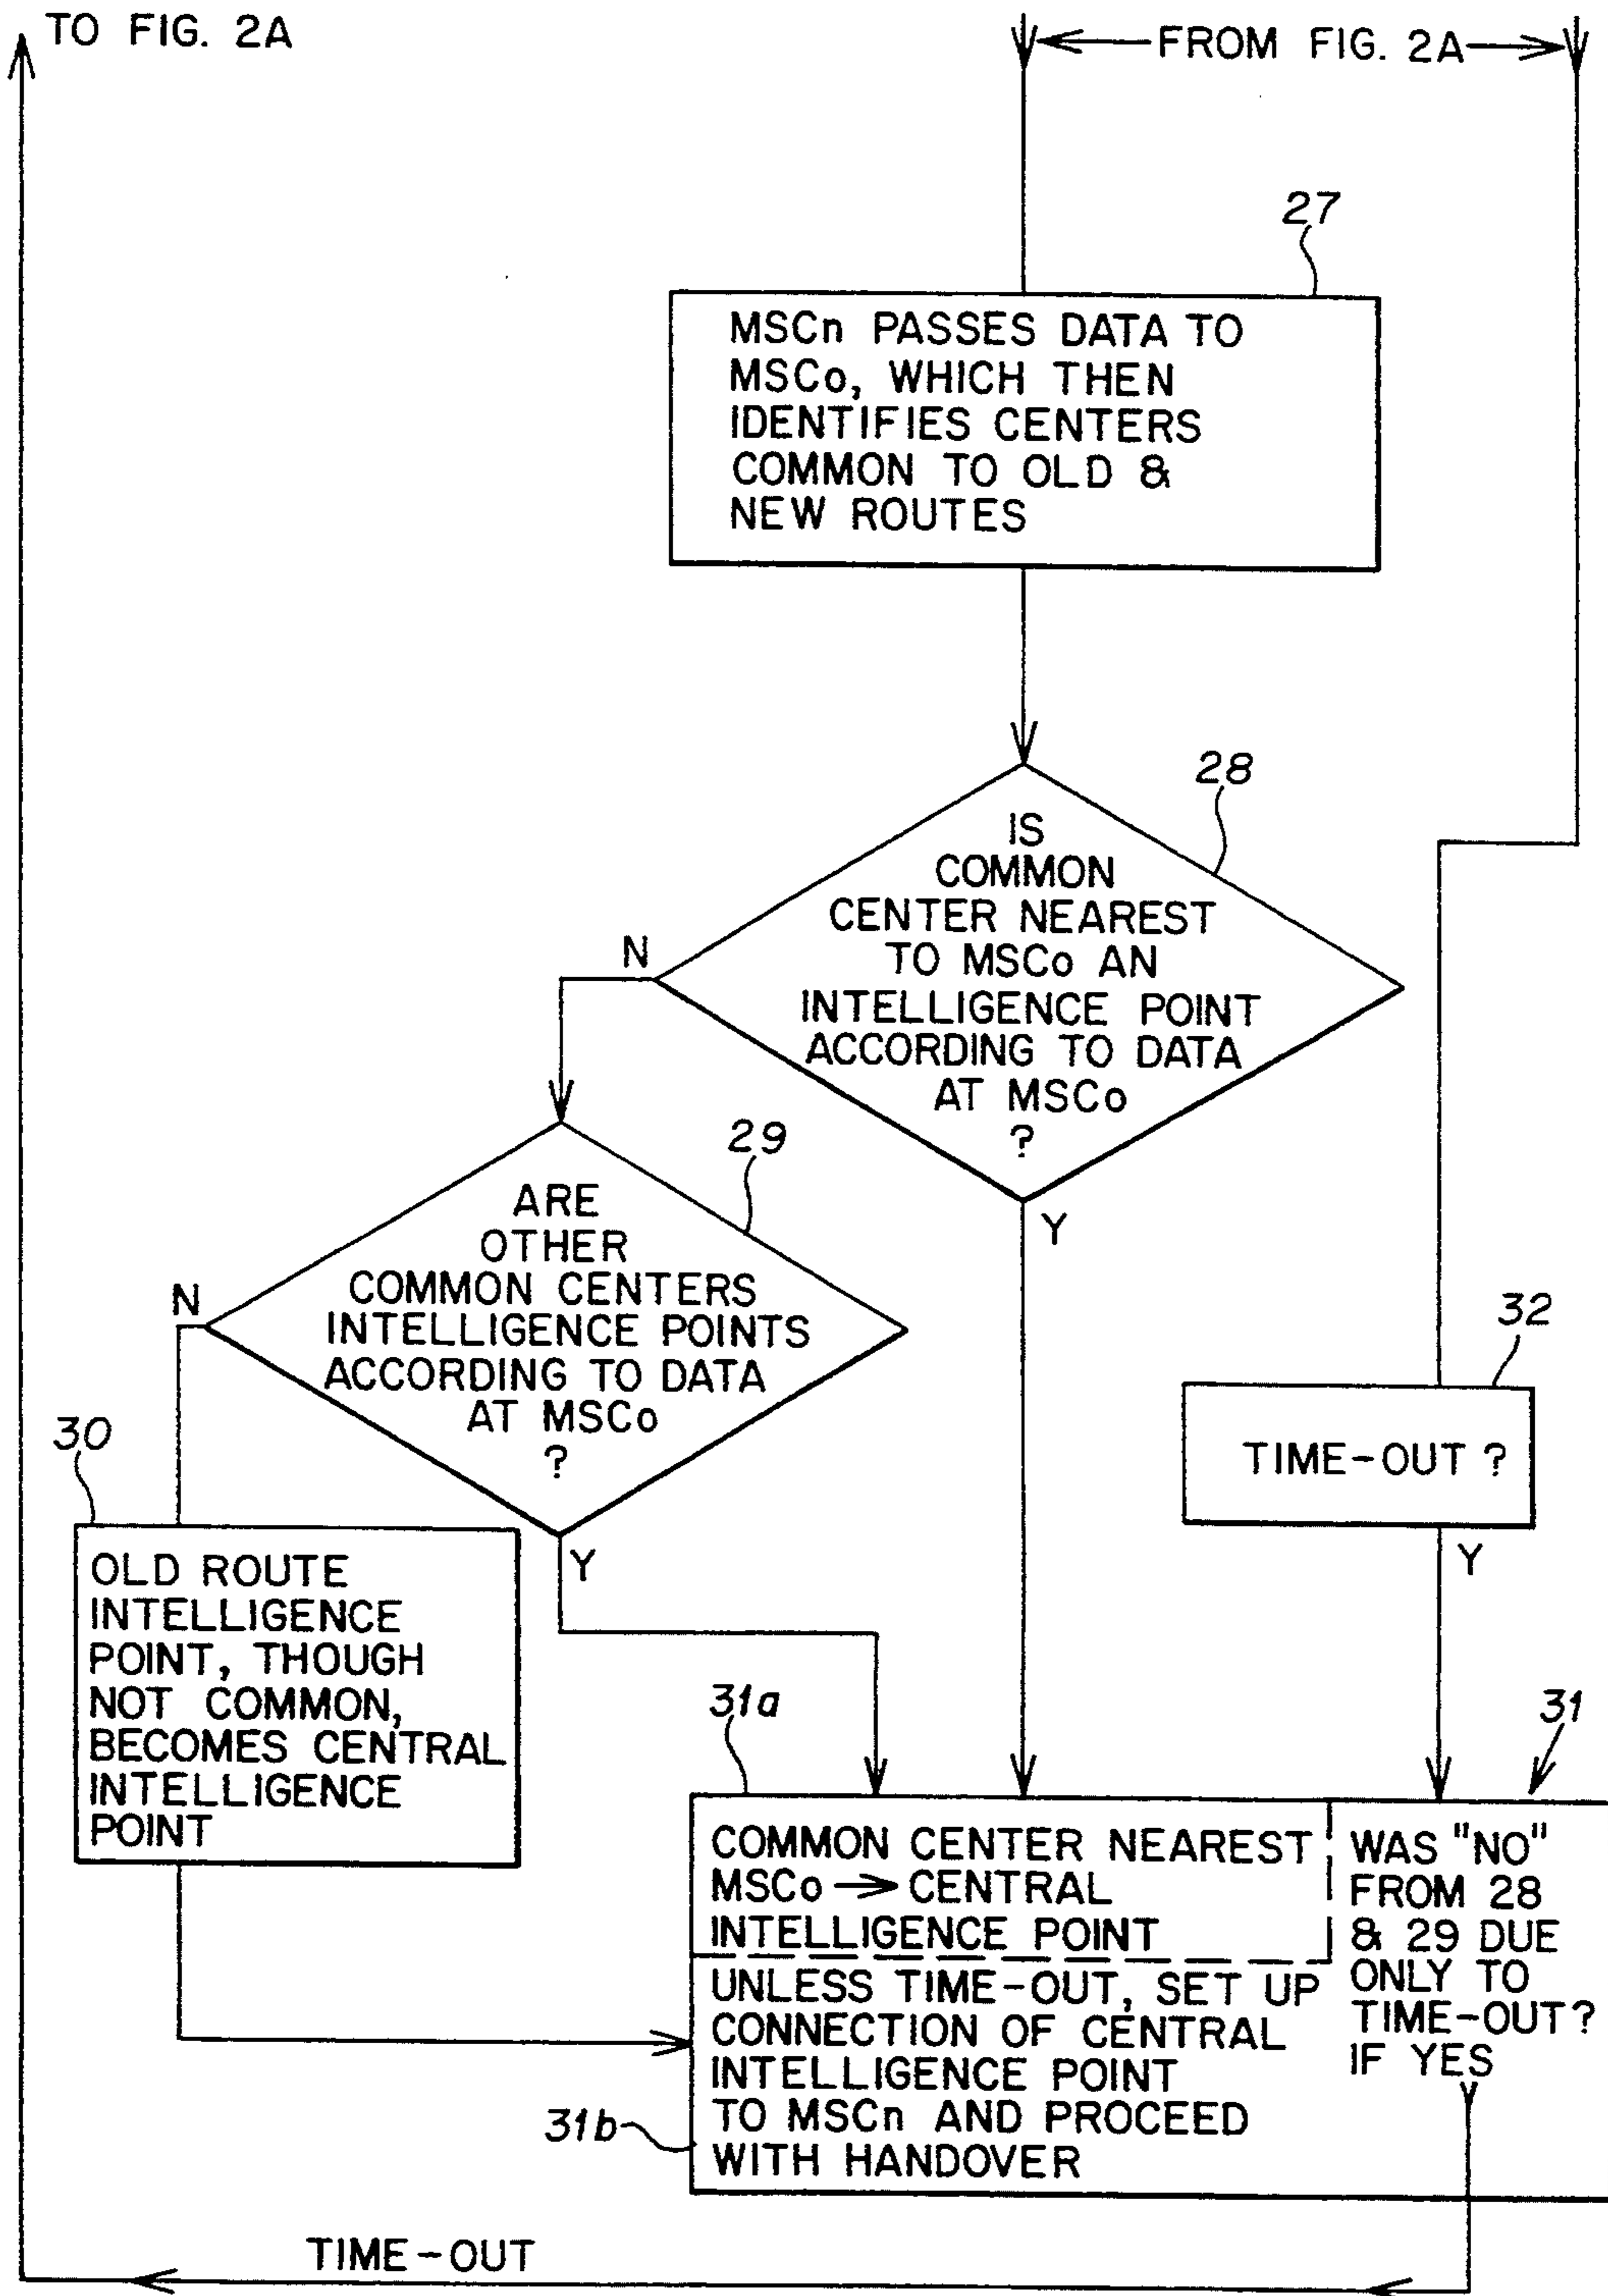 TO FIG. 2A
FROM FIG. 2A
27
MSCn PASSES DATA TO
MSCo, WHICH THEN
IDENTIFIES CENTERS
COMMON TO OLD &
NEW ROUTES
28
IS
COMMON
CENTER NEAREST
TO MSCo AN
INTELLIGENCE POINT
ACCORDING TO DATA
AT MSCo
?
N
Y
29
ARE
OTHER
COMMON CENTERS
INTELLIGENCE POINTS
ACCORDING TO DATA
AT MSCo
?
N
Y
30
OLD ROUTE
INTELLIGENCE
POINT, THOUGH
NOT COMMON,
BECOMES CENTRAL
INTELLIGENCE
POINT
32
TIME-OUT ?
Y
31a
31
COMMON CENTER NEAREST
MSCo → CENTRAL
INTELLIGENCE POINT
UNLESS TIME-OUT, SET UP
CONNECTION OF CENTRAL
INTELLIGENCE POINT
TO MSCn AND PROCEED
WITH HANDOVER
31b
WAS "NO"
FROM 28
& 29 DUE
ONLY TO
TIME-OUT?
IF YES
TIME-OUT